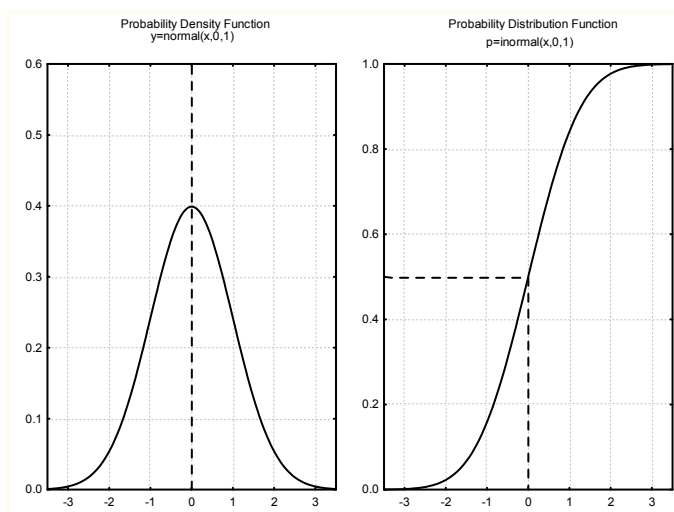 Probability Density Function
y=normal(x,0,1)
0.6
0.5
0.4
0.3
0.2
0.1
0.0
-3 -2 -1 0 1 2 3
Probability Distribution Function
p=inormal(x,0,1)
1.0
0.8
0.6
0.4
0.2
0.0
-3 -2 -1 0 1 2 3